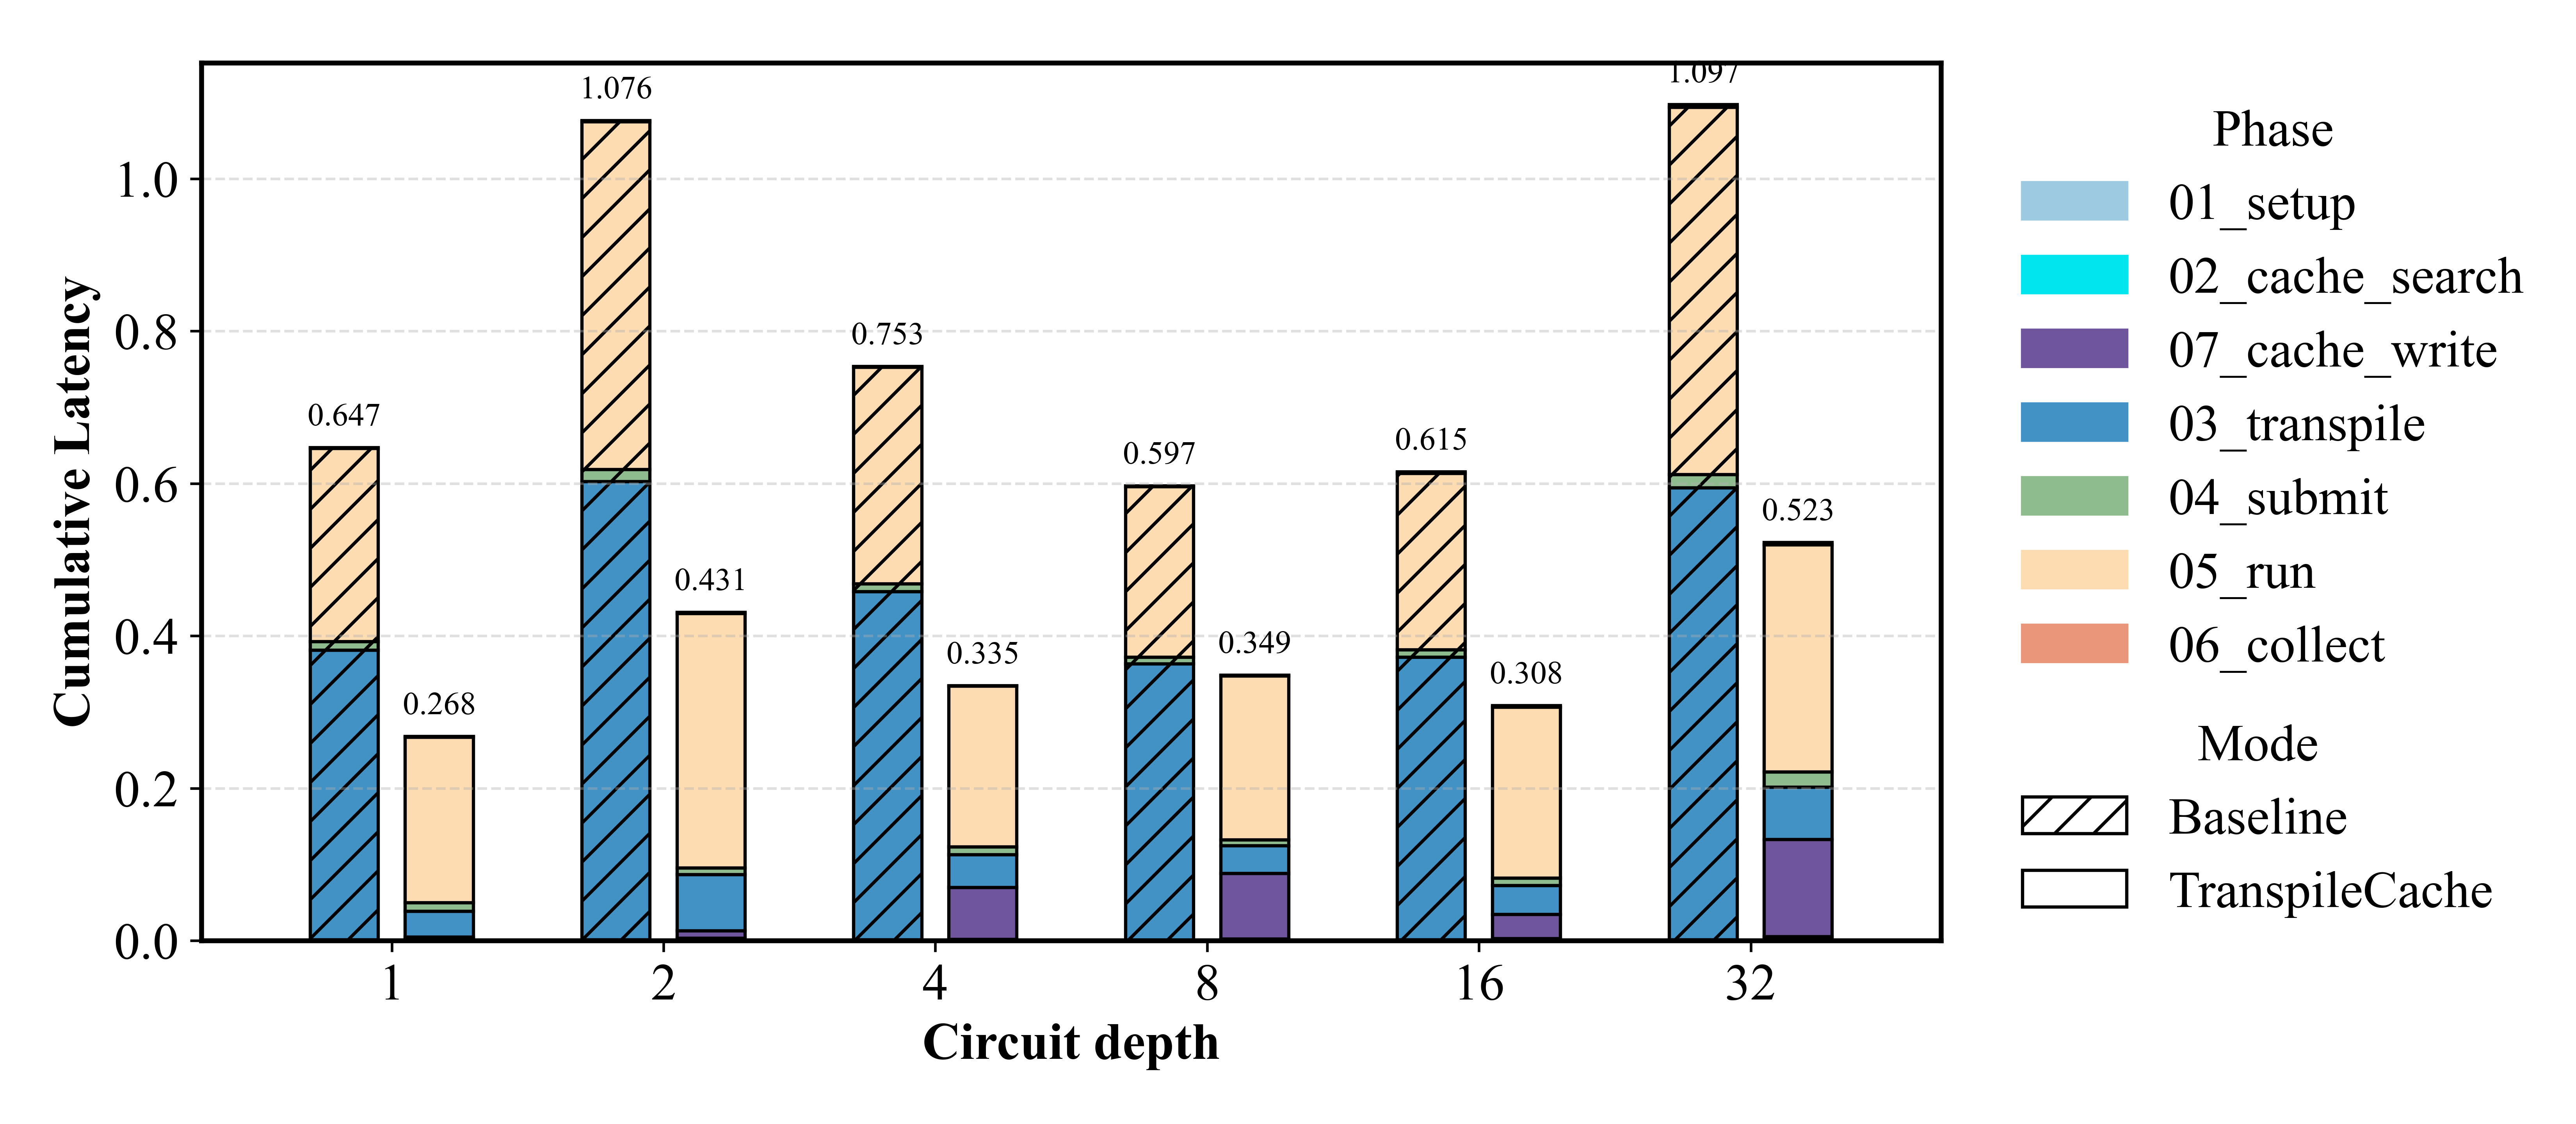 1.097
1.076
0.753
0.647
0.615
0.597
0.523
0.431
0.349
0.335
0.308
0.268
Cumulative Latency
1.0
0.8
0.6
0.4
0.2
0.0
1 2 4 8 16 32
Circuit depth
Phase
01_setup
02_cache_search
07_cache_write
03_transpile
04_submit
05_run
06_collect
Mode
Baseline
TranspileCache